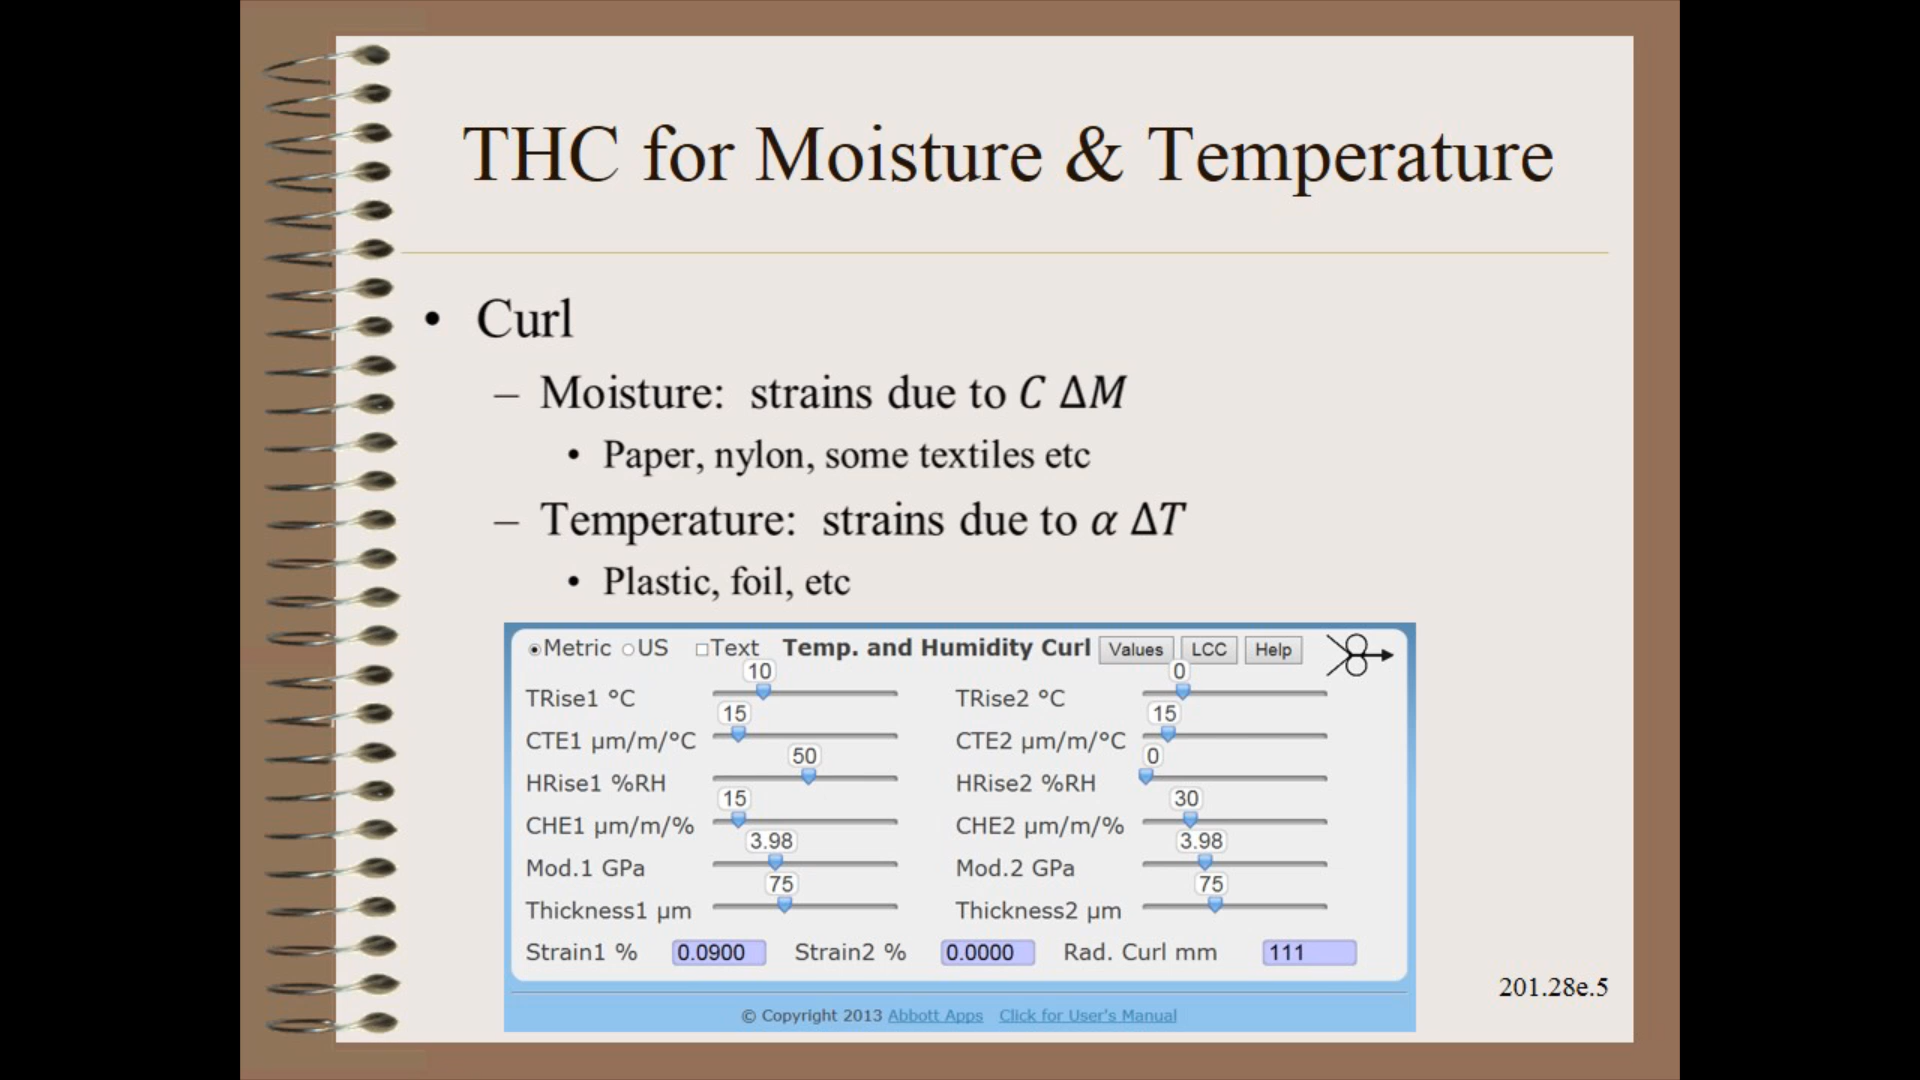 THC for Moisture & Temperature
• Curl
– Moisture: strains due to C ΔM
• Paper, nylon, some textiles etc
– Temperature: strains due to α ΔT
• Plastic, foil, etc
Metric US Text Temp. and Humidity Curl Values LCC Help
10 0
TRise1 °C TRise2 °C
15 15
CTE1 µm/m/°C CTE2 µm/m/°C
50 0
HRise1 %RH HRise2 %RH
15 30
CHE1 µm/m/% CHE2 µm/m/%
3.98 3.98
Mod.1 GPa Mod.2 GPa
75 75
Thickness1 µm Thickness2 µm
Strain1 % 0.0900 Strain2 % 0.0000 Rad. Curl mm 111
201.28e.5
© Copyright 2013 Abbott Apps Click for User's Manual